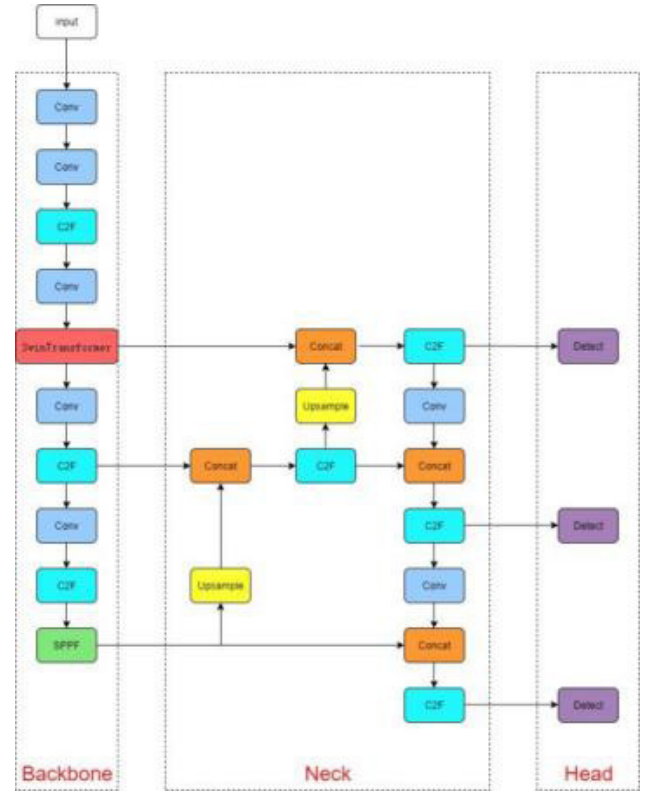 input
Conv
Conv
C2F
Conv
SwinTransformer
Concat
C2F
Detect
Conv
Upsample
Conv
C2F
Concat
C2F
Concat
Conv
C2F
Detect
C2F
Upsample
Conv
SPPF
Concat
C2F
Detect
Backbone
Neck
Head